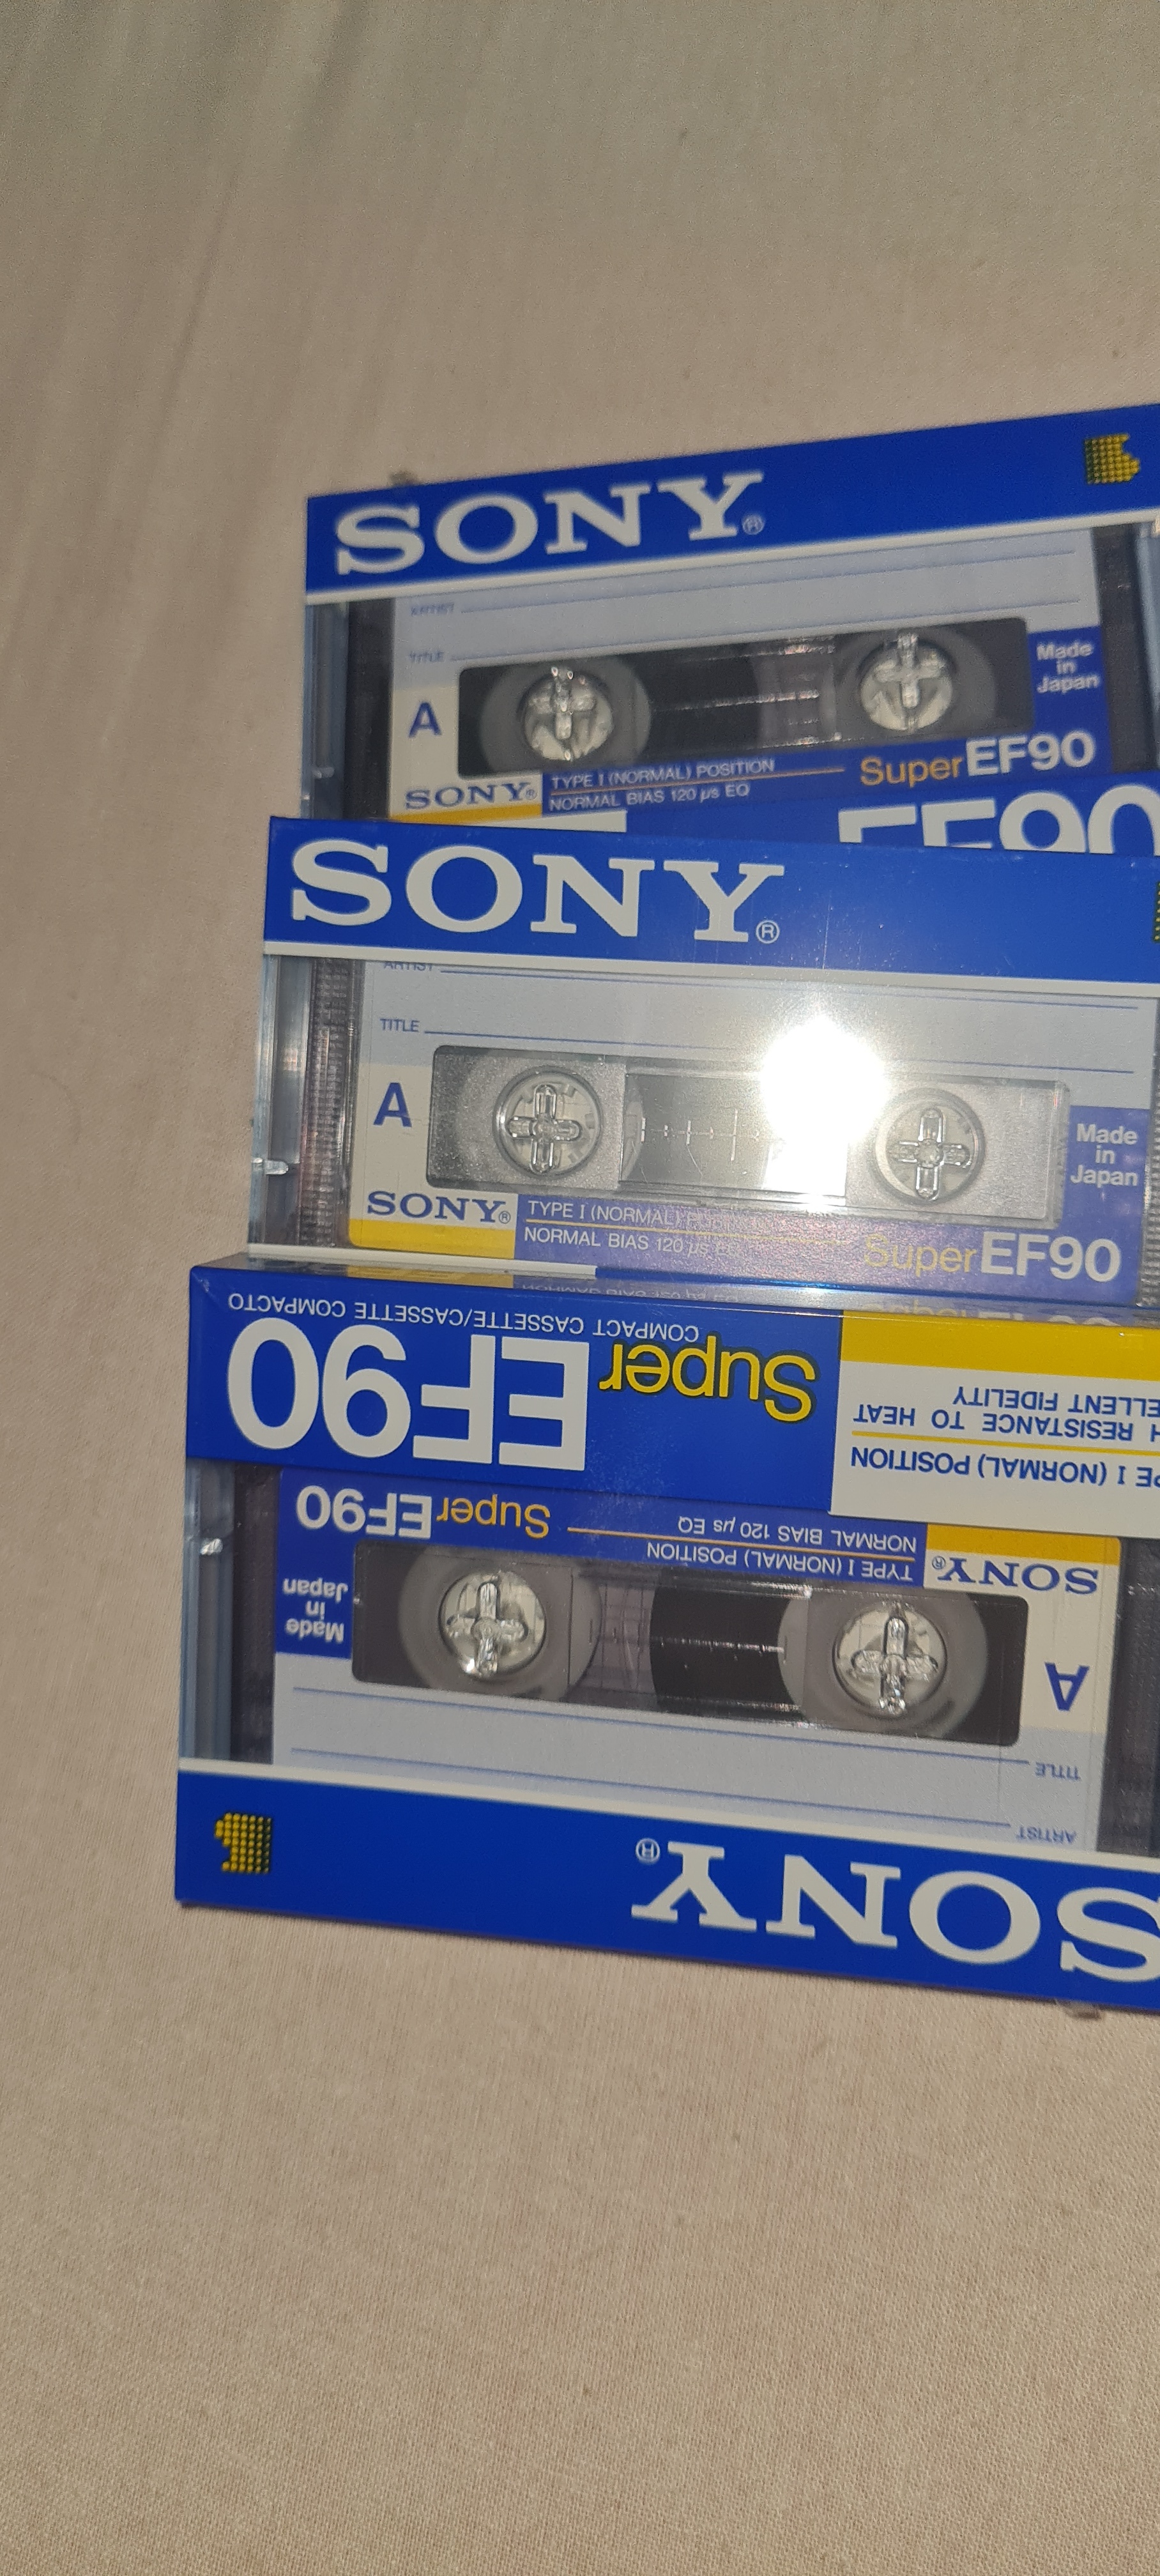 SONY®
ARTIST
TITLE
A
Made
in
Japan
SONY®
TYPE I (NORMAL) POSITION
NORMAL BIAS 120 µs EQ
Super EF90
EF90
SONY®
ARTIST
TITLE
A
Made
in
Japan
SONY®
TYPE I (NORMAL)
NORMAL BIAS 120 µs EQ
Super EF90
COMPACT CASSETTE/CASSETTE COMPACTO
Super EF90
PE I (NORMAL) POSITION
H RESISTANCE TO HEAT
ELLENT FIDELITY
SONY®
TYPE I (NORMAL) POSITION
NORMAL BIAS 120 µs EQ
Super EF90
Made
in
Japan
A
TITLE
ARTIST
SONY®